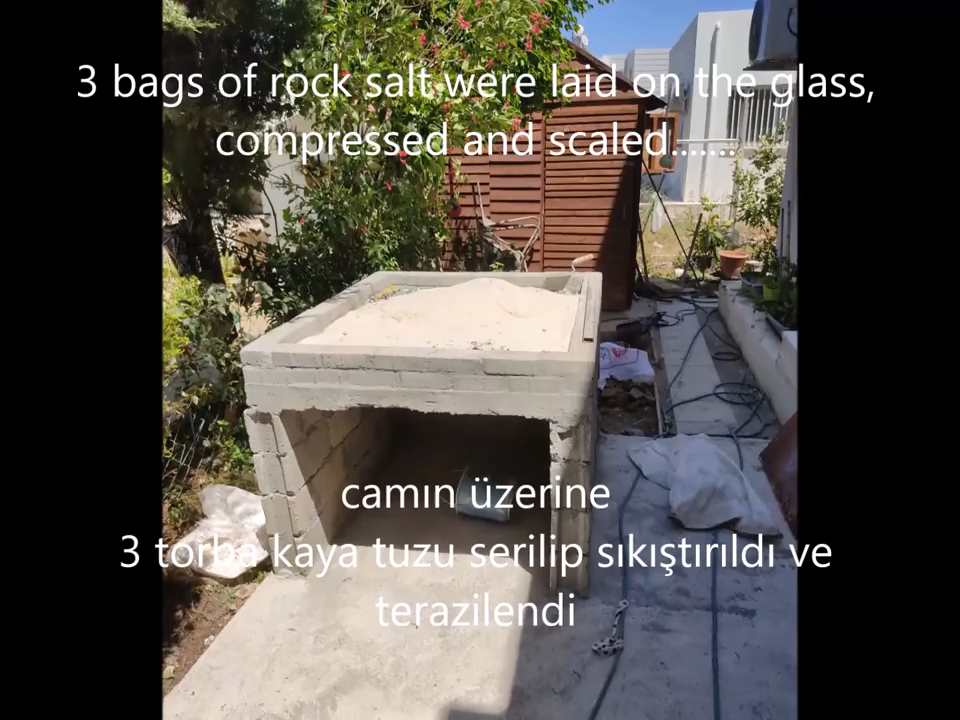 3 bags of rock salt were laid on the glass,
compressed and scaled.......
camın üzerine
3 torba kaya tuzu serilip sıkıştırıldı ve
terazilendi